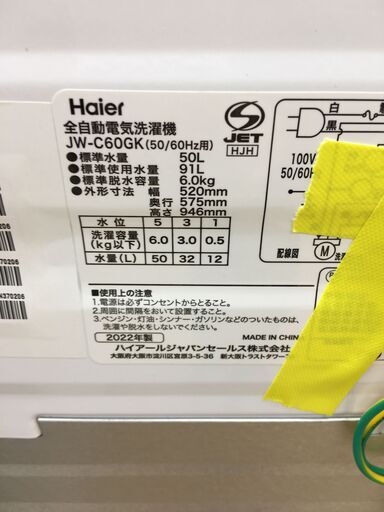 Haier
全自動電気洗濯機
JW-C60GK(50/60Hz用)
JET
HJH
●標準水量 50L
●標準使用水量 91L
●標準脱水容量 6.0kg
●外形寸法 幅 520mm
奥行 575mm
高さ 946mm
水位 5 3 1
洗濯容量(kg以下) 6.0 3.0 0.5
水量(L) 50 32 12
■使用上の注意
1.電源は必ずコンセントからとること。
2.周囲に間隔をおいて設置すること。
3.ベンジン・灯油・シンナー・ガソリンなどのついたものは、
洗濯や脱水をしないでください。
2022年製
MADE IN CHIN
ハイアールジャパンセールス株式会社
大阪府大阪市淀川区宮原3-5-36 新大阪トラストタワー
白
黒
100V
50/60H
配線図
M
370206